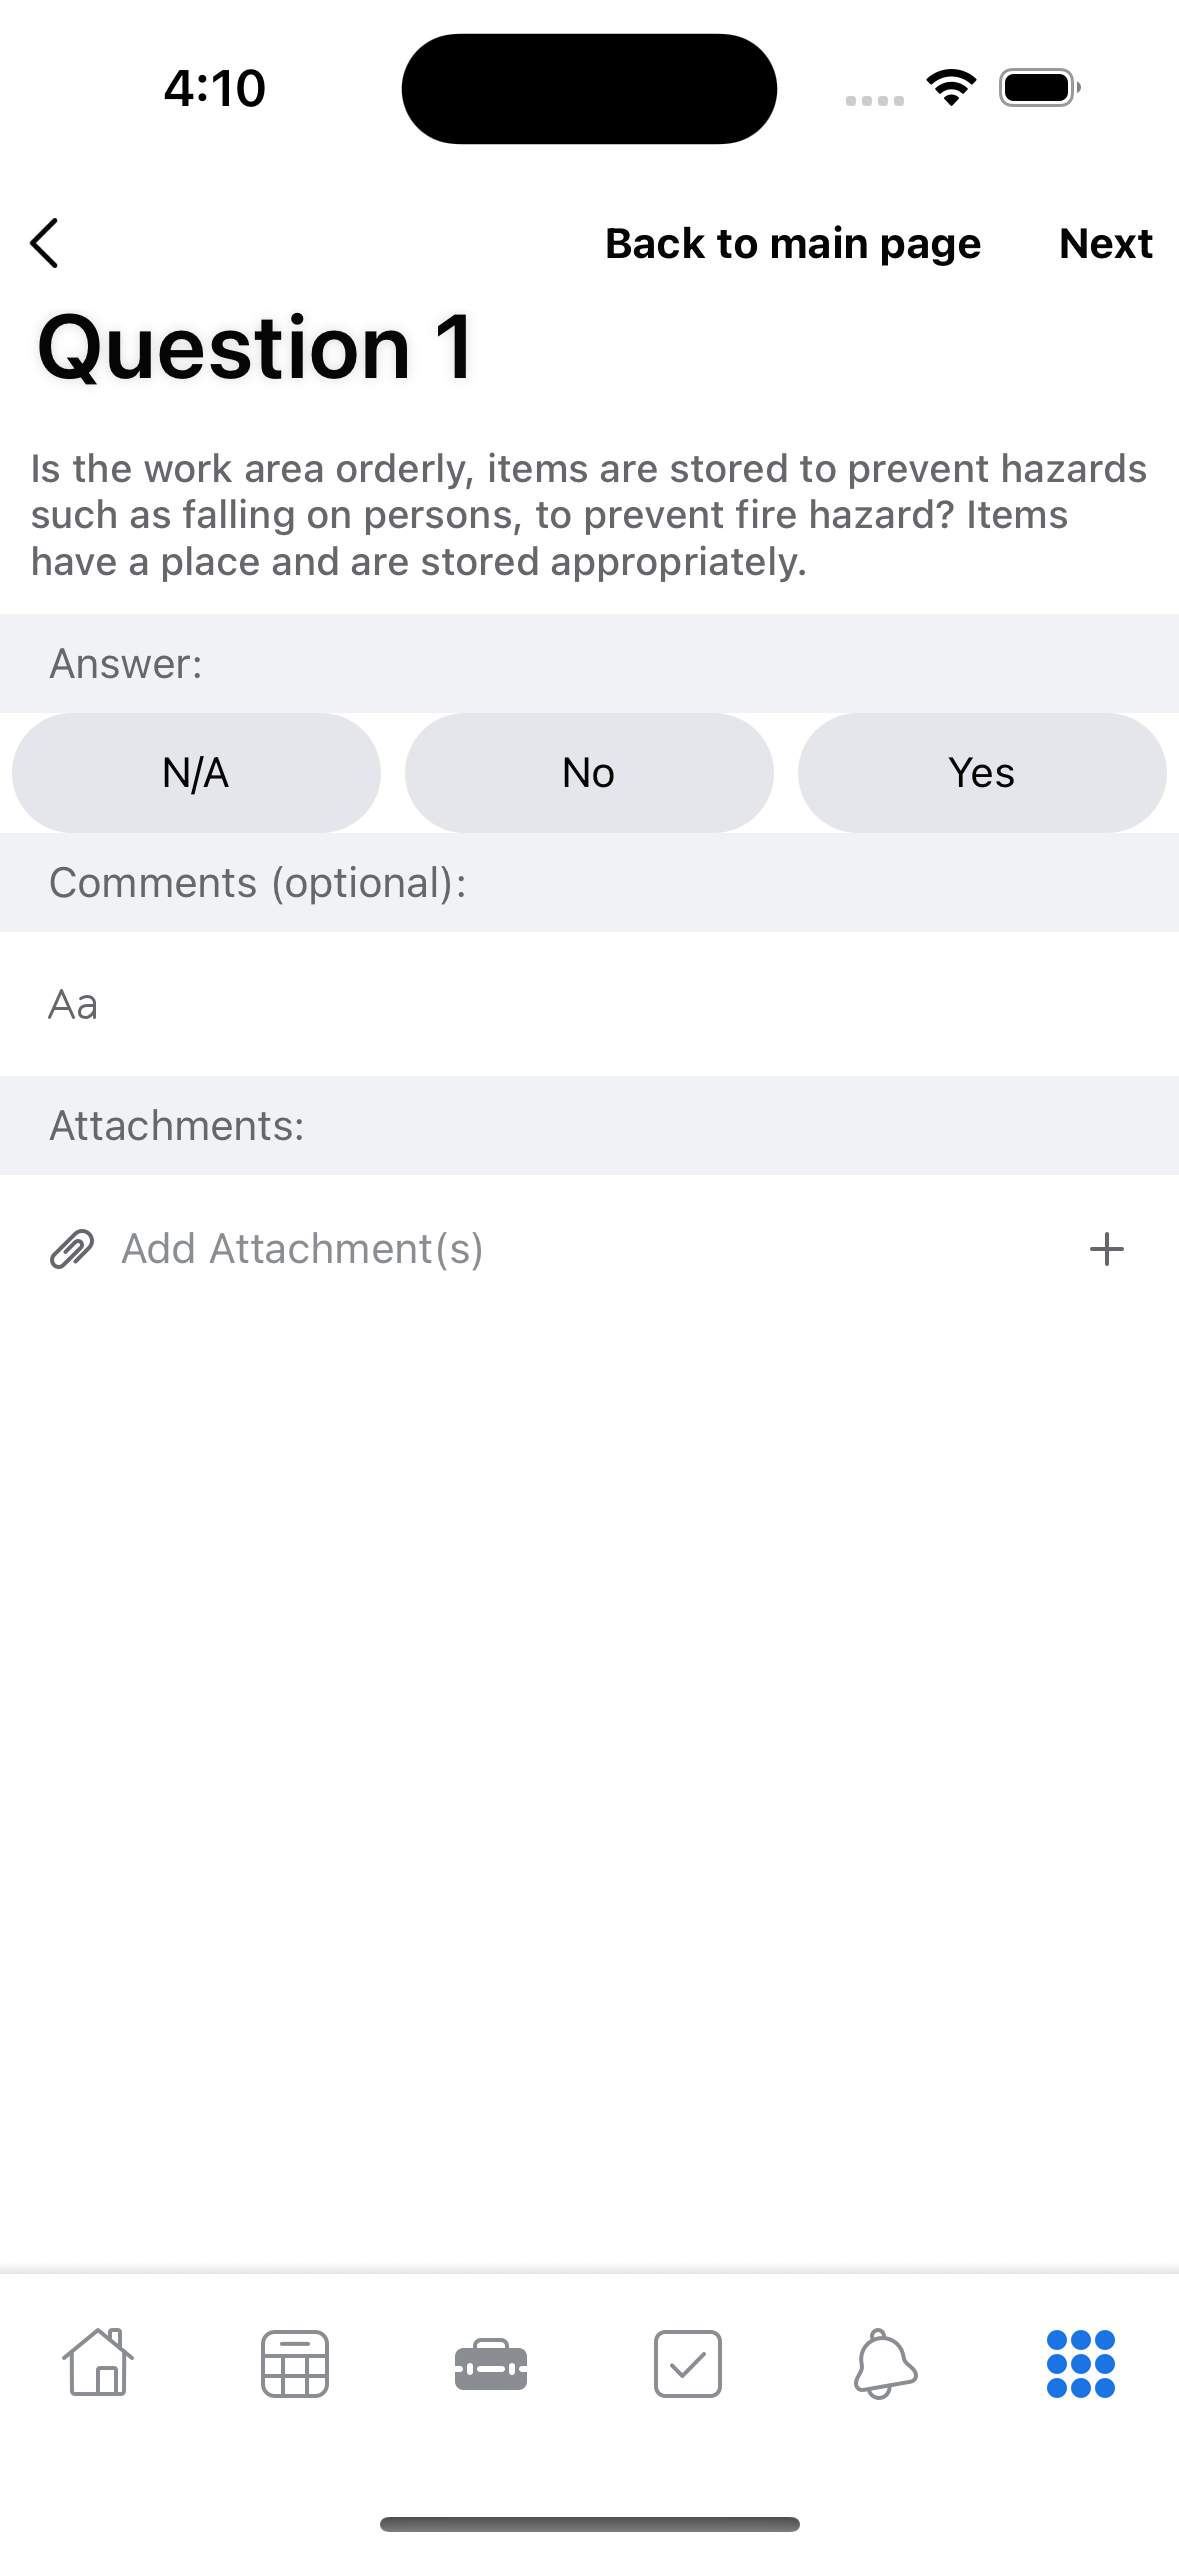 4:10
Back to main page Next
Question 1
Is the work area orderly, items are stored to prevent hazards
such as falling on persons, to prevent fire hazard? Items
have a place and are stored appropriately.
Answer:
N/A No Yes
Comments (optional):
Aa
Attachments:
Add Attachment(s)